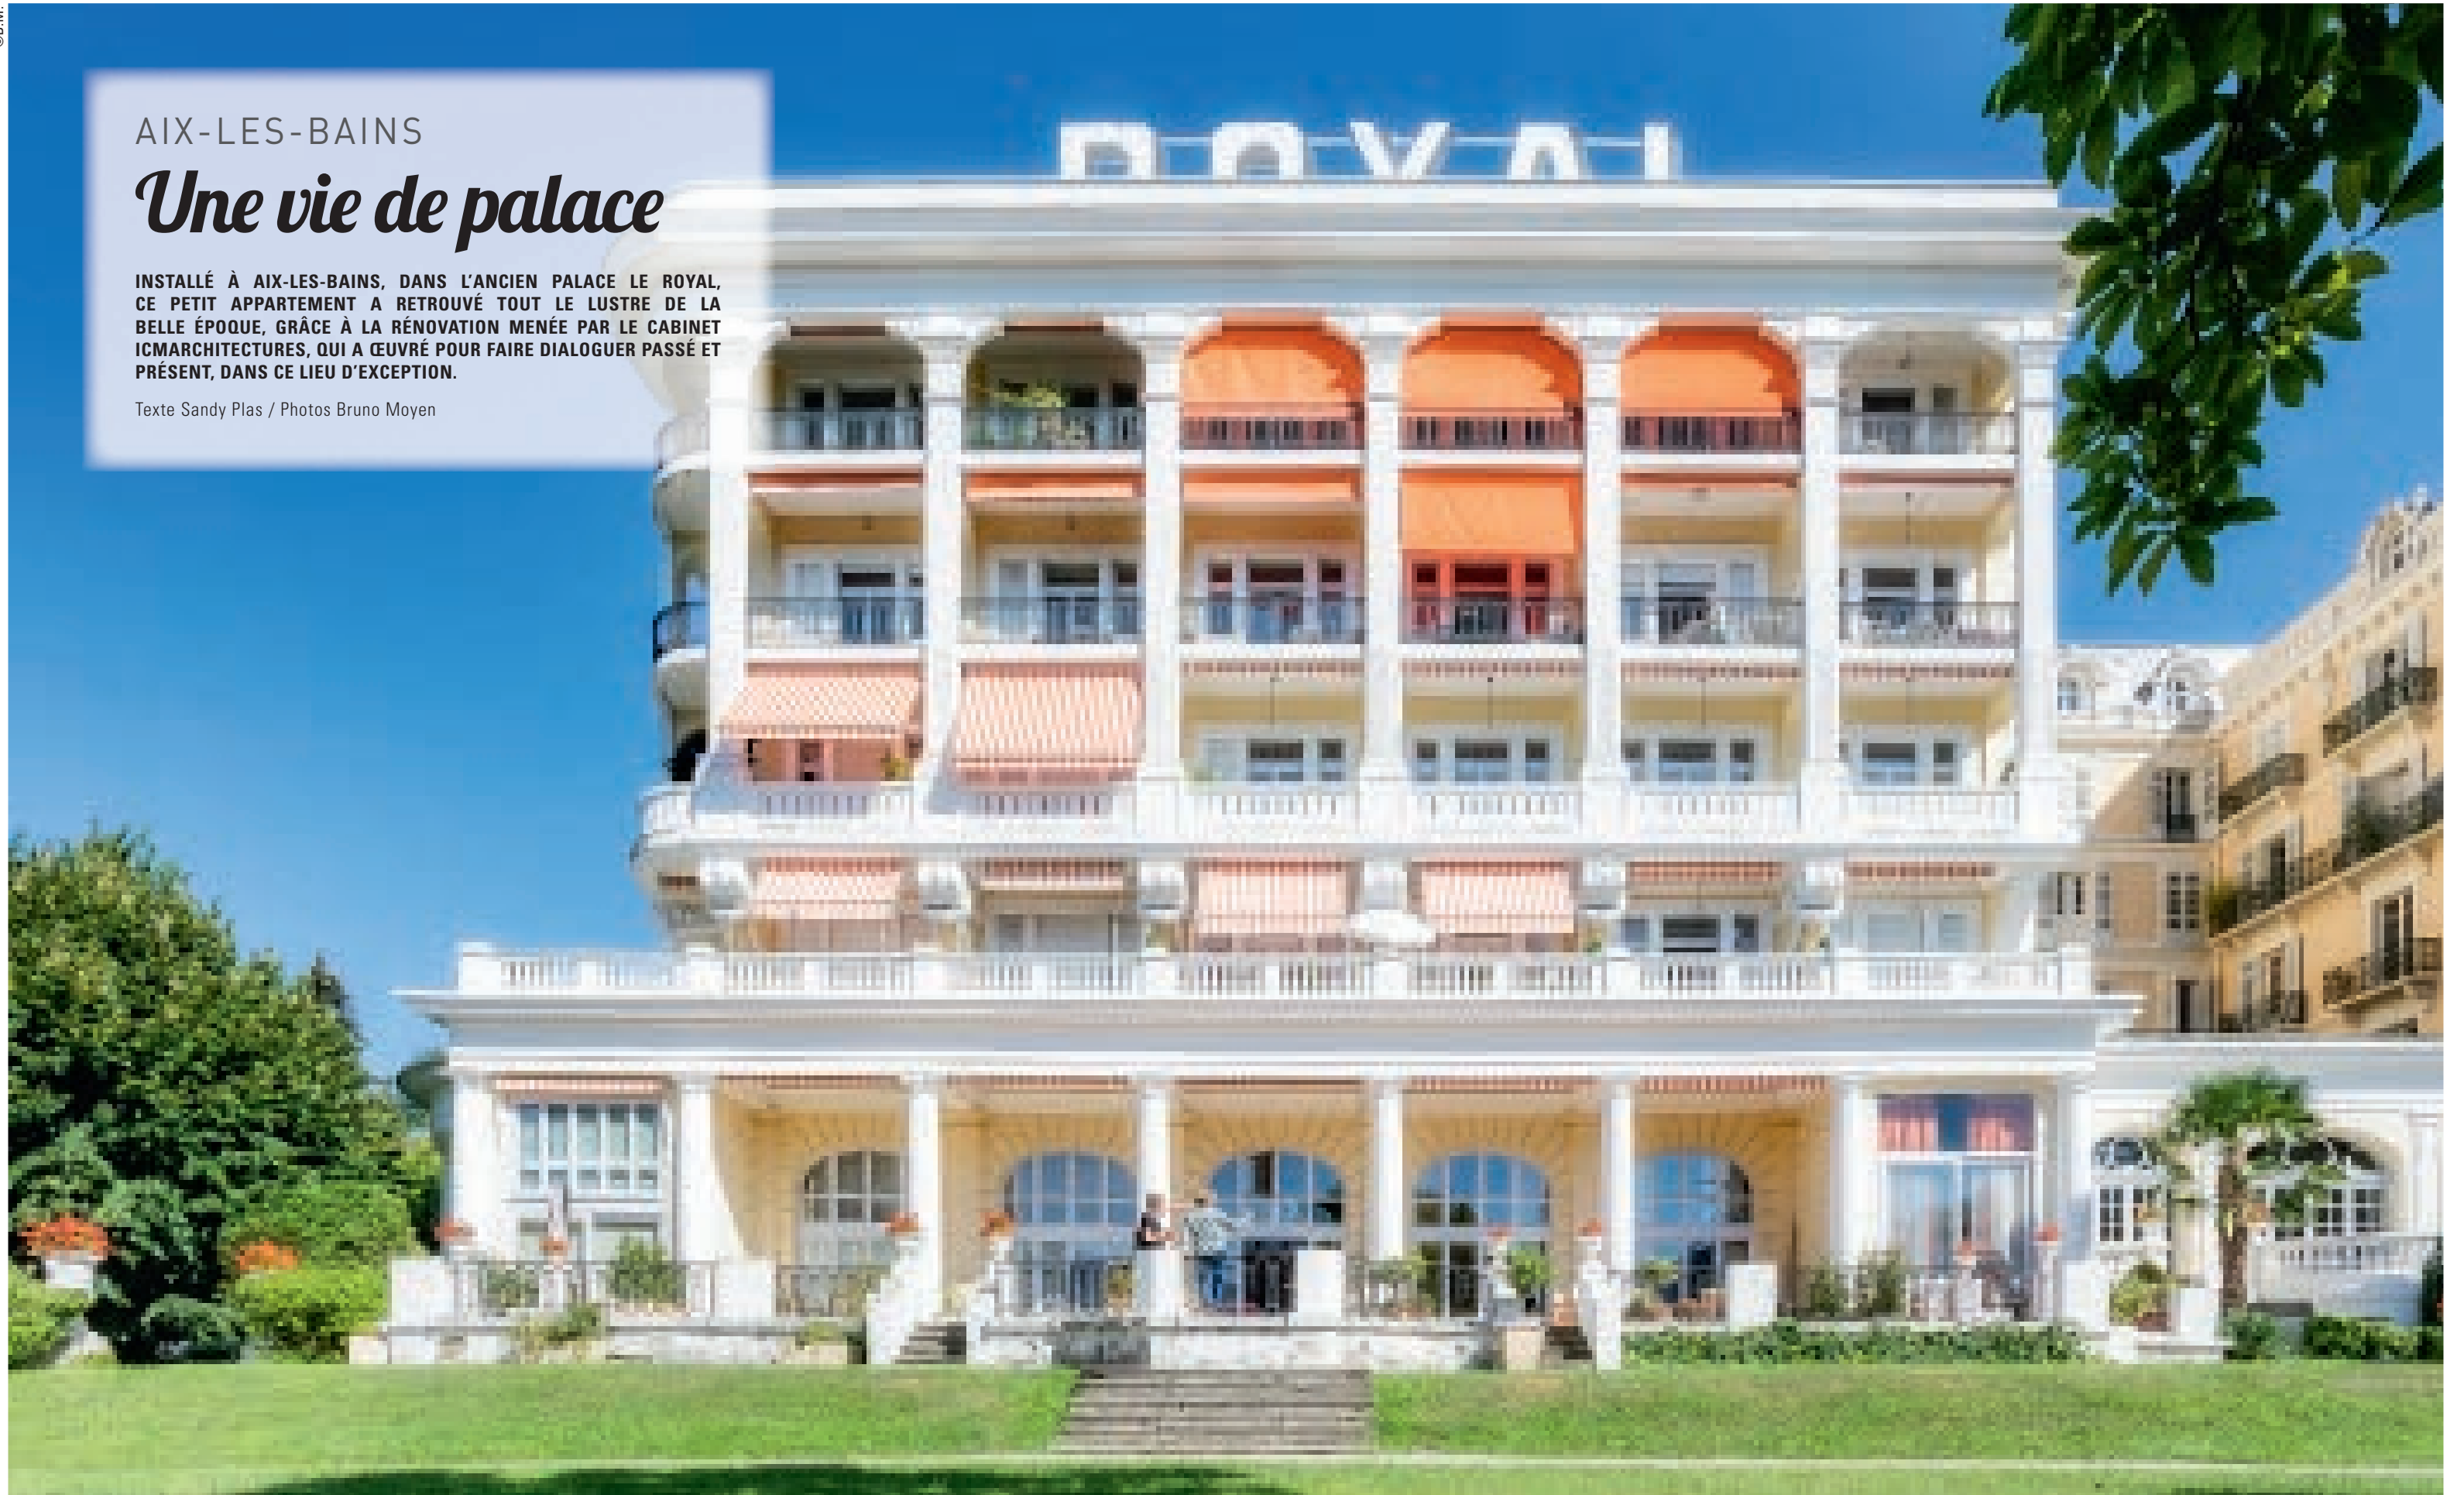 AIX-LES-BAINS
Une vie de palace
INSTALLÉ À AIX-LES-BAINS, DANS L'ANCIEN PALACE LE ROYAL,
CE PETIT APPARTEMENT A RETROUVÉ TOUT LE LUSTRE DE LA
BELLE ÉPOQUE, GRÂCE À LA RÉNOVATION MENÉE PAR LE CABINET
ICMARCHITECTURES, QUI A ŒUVRÉ POUR FAIRE DIALOGUER PASSÉ ET
PRÉSENT, DANS CE LIEU D'EXCEPTION.
Texte Sandy Plas / Photos Bruno Moyen
ROYAL